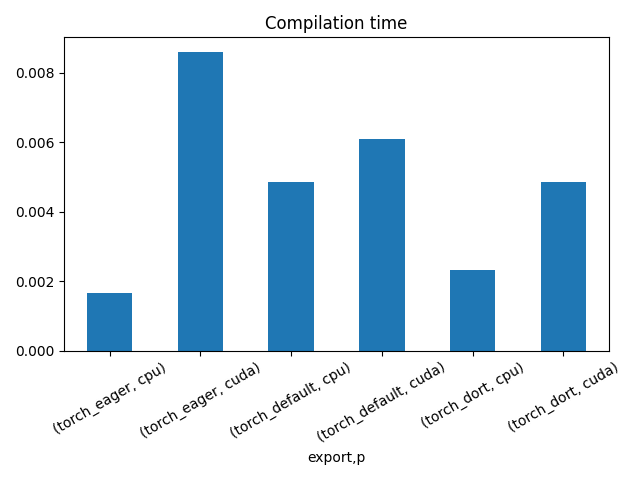 Compilation time
0.008
0.006
0.004
0.002
0.000
(torch_eager, cpu)
(torch_eager, cuda)
(torch_default, cpu)
(torch_default, cuda)
(torch_dort, cpu)
(torch_dort, cuda)
export,p